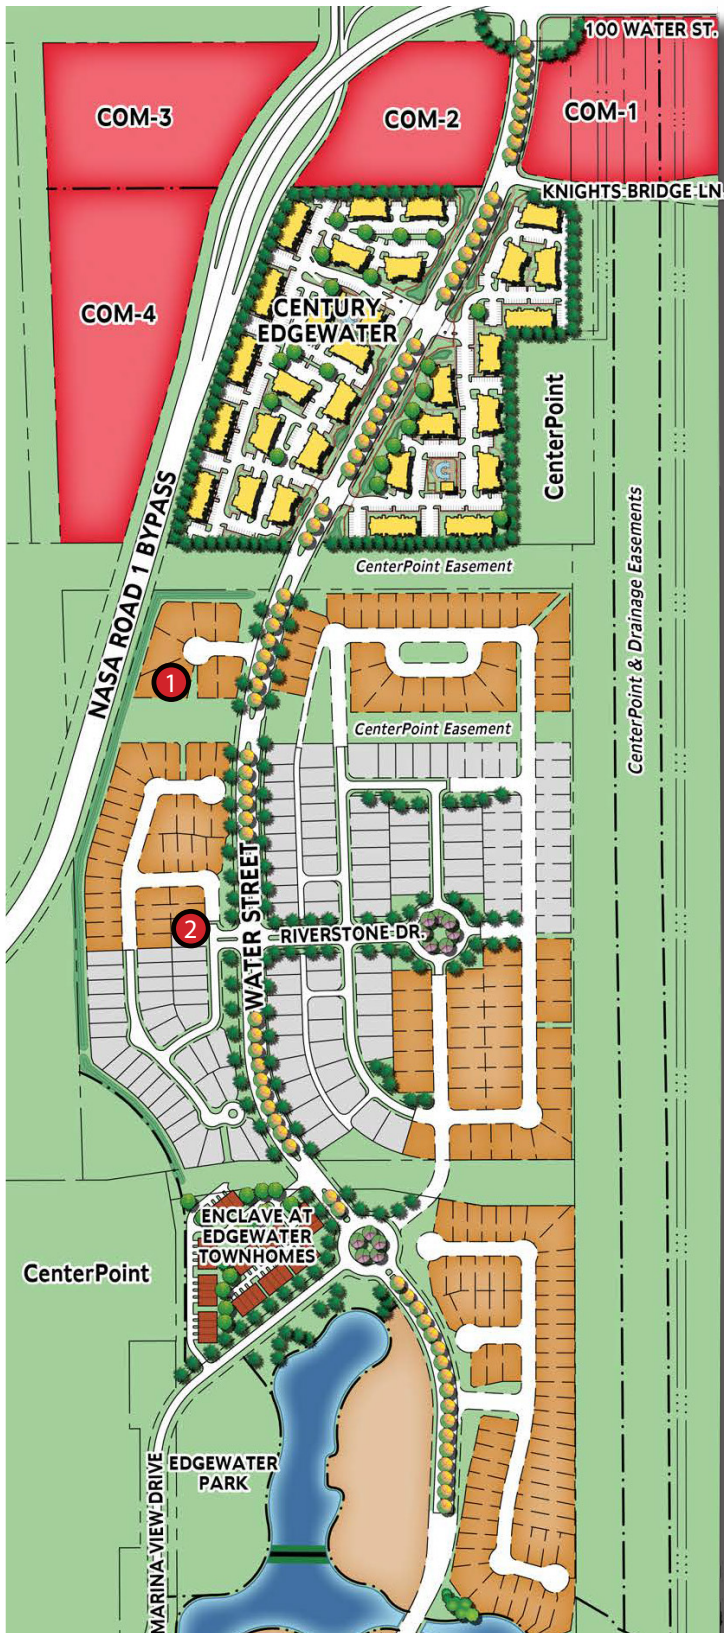 100 WATER ST.
COM-3
COM-2
COM-1
KNIGHTS BRIDGE LN
COM-4
CENTURY
EDGEWATER
CenterPoint
NASA ROAD 1 BYPASS
CenterPoint Easement
CenterPoint & Drainage Easements
1
CenterPoint Easement
WATER STREET
2
RIVERSTONE DR.
ENCLAVE AT
EDGEWATER
TOWNHOMES
CenterPoint
EDGEWATER
PARK
MARINA VIEW DRIVE